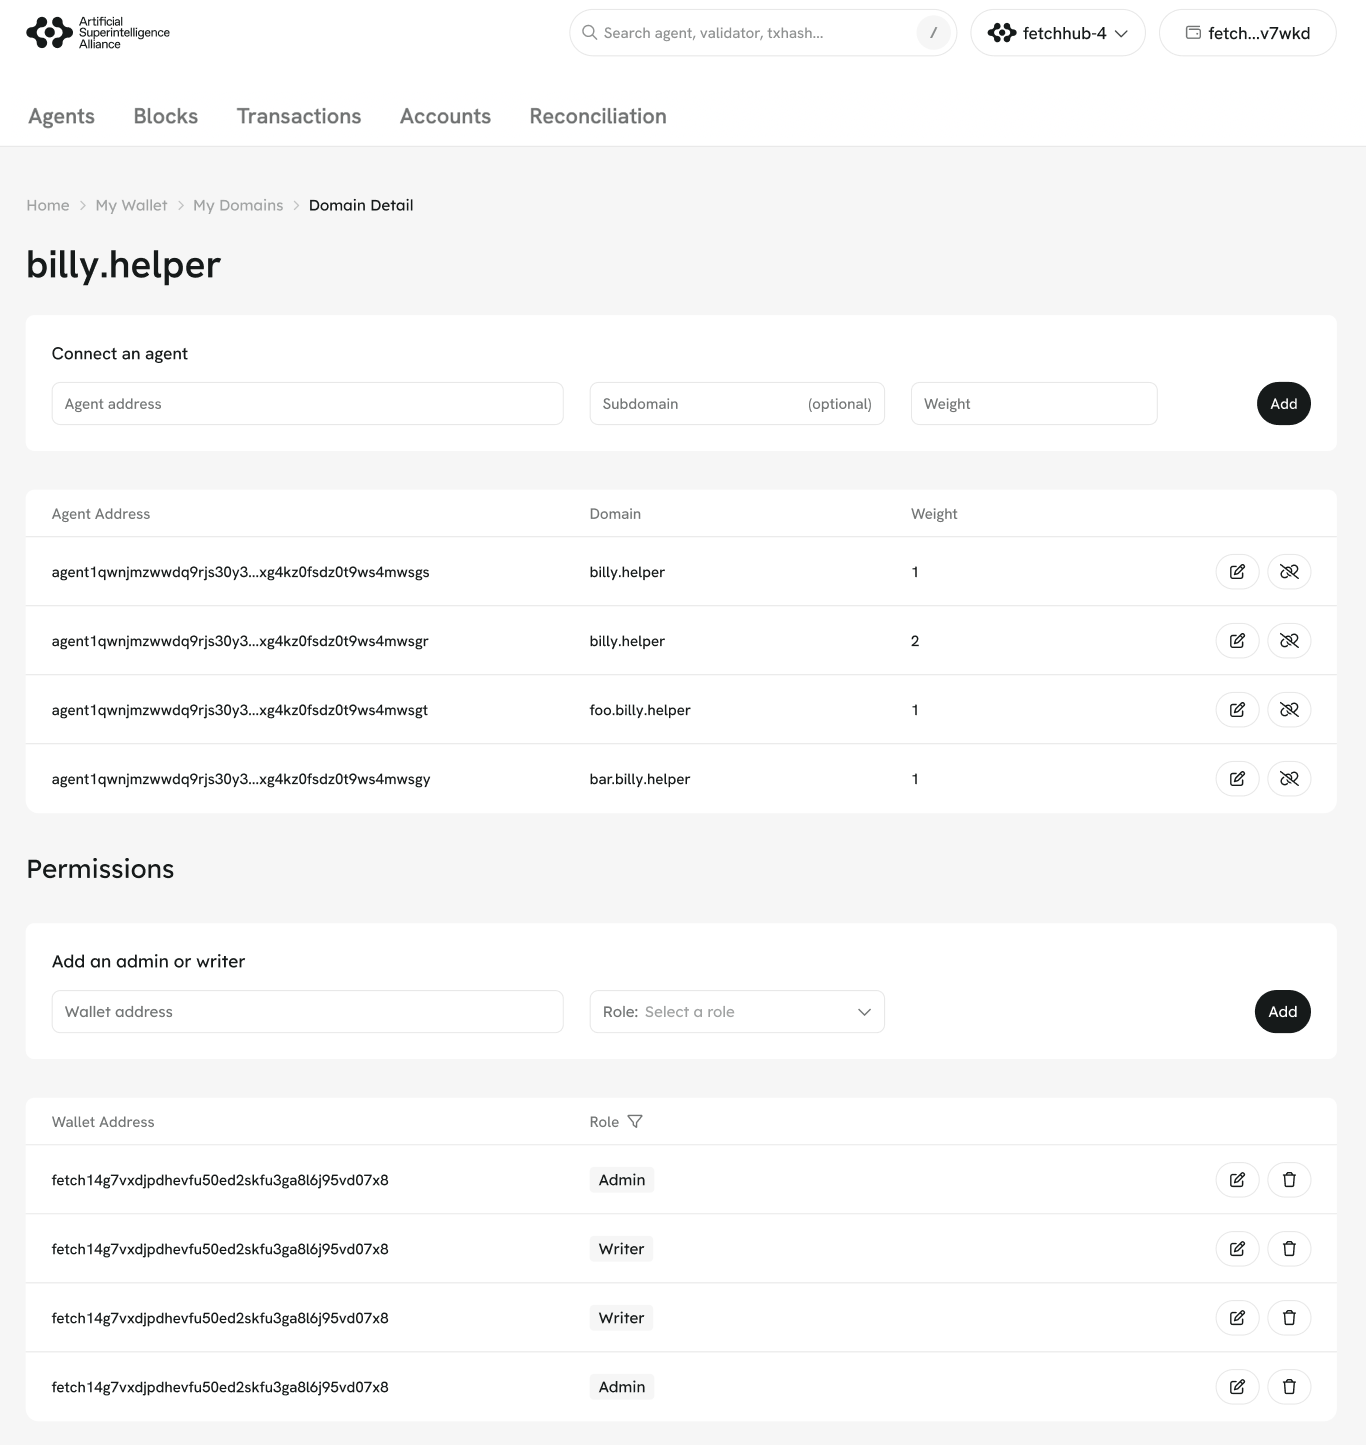 Artificial
Superintelligence
Alliance
Search agent, validator, txhash... /
fetchhub-4
fetch...v7wkd
Agents Blocks Transactions Accounts Reconciliation
Home > My Wallet > My Domains > Domain Detail
billy.helper
Connect an agent
Agent address Subdomain (optional) Weight Add
Agent Address Domain Weight
agent1qwnjmzwwdq9rjs30y3...xg4kz0fsdz0t9ws4mwsgs billy.helper 1
agent1qwnjmzwwdq9rjs30y3...xg4kz0fsdz0t9ws4mwsgr billy.helper 2
agent1qwnjmzwwdq9rjs30y3...xg4kz0fsdz0t9ws4mwsgt foo.billy.helper 1
agent1qwnjmzwwdq9rjs30y3...xg4kz0fsdz0t9ws4mwsgy bar.billy.helper 1
Permissions
Add an admin or writer
Wallet address Role: Select a role Add
Wallet Address Role
fetch14g7vxdjpdhevfu50ed2skfu3ga8l6j95vd07x8 Admin
fetch14g7vxdjpdhevfu50ed2skfu3ga8l6j95vd07x8 Writer
fetch14g7vxdjpdhevfu50ed2skfu3ga8l6j95vd07x8 Writer
fetch14g7vxdjpdhevfu50ed2skfu3ga8l6j95vd07x8 Admin